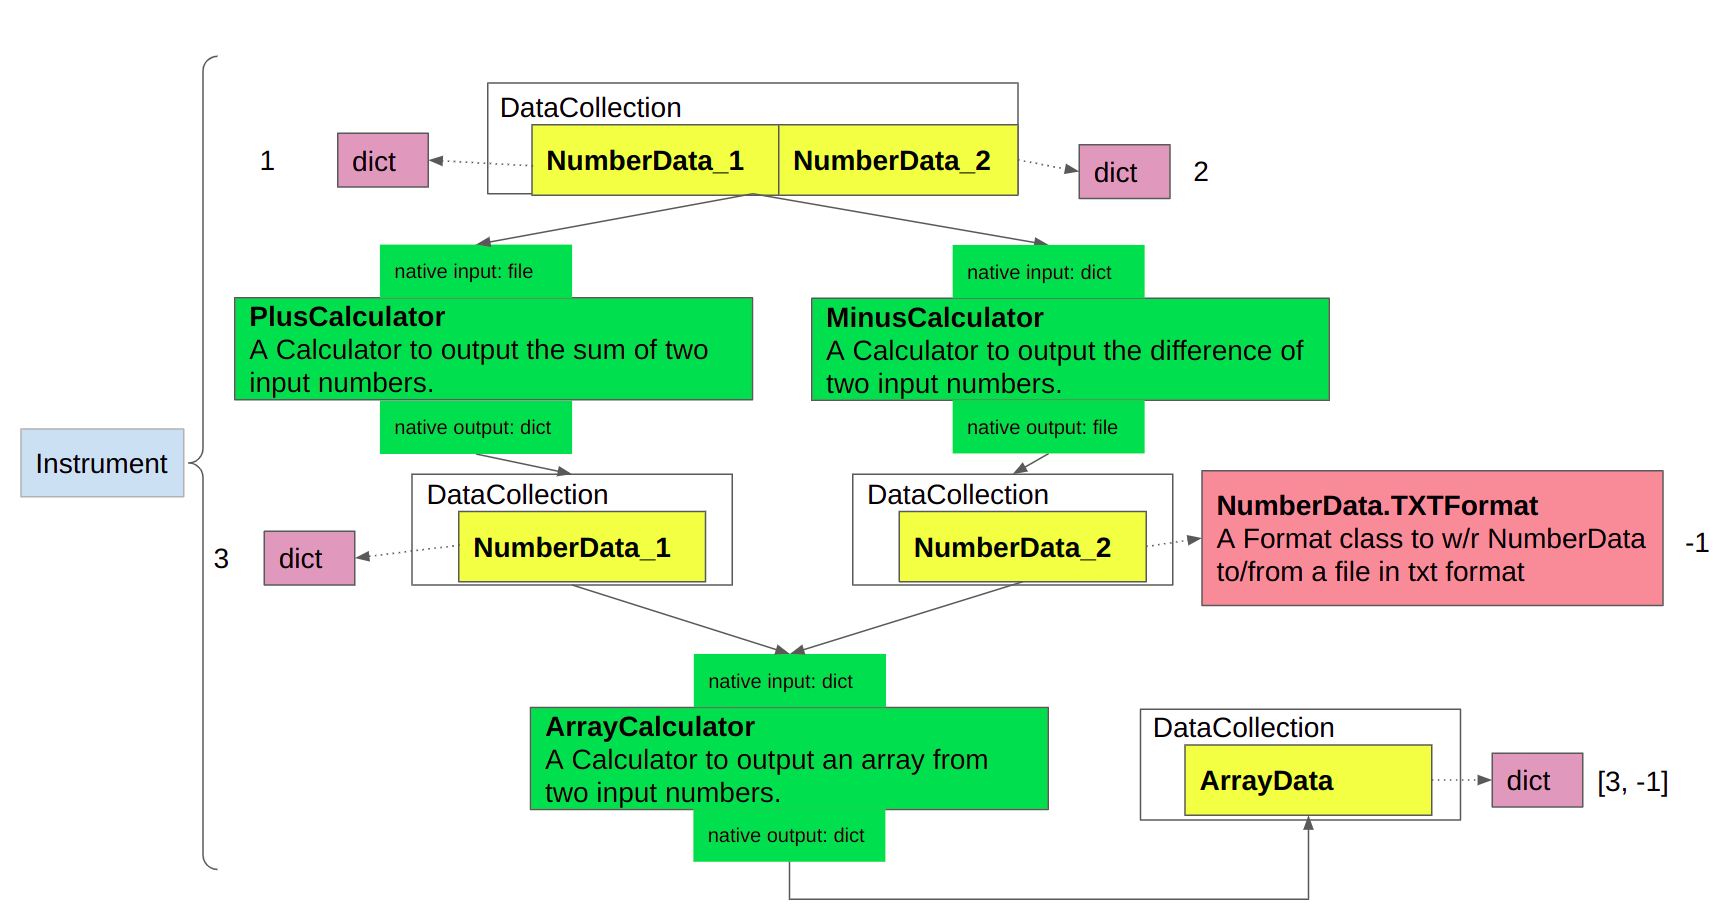 DataCollection
1
dict
NumberData_1
NumberData_2
dict
2
native input: file
native input: dict
PlusCalculator
A Calculator to output the sum of two
input numbers.
MinusCalculator
A Calculator to output the difference of
two input numbers.
native output: dict
native output: file
Instrument
DataCollection
DataCollection
3
dict
NumberData_1
NumberData_2
NumberData.TXTFormat
A Format class to w/r NumberData
to/from a file in txt format
-1
native input: dict
ArrayCalculator
A Calculator to output an array from
two input numbers.
native output: dict
DataCollection
ArrayData
dict
[3, -1]